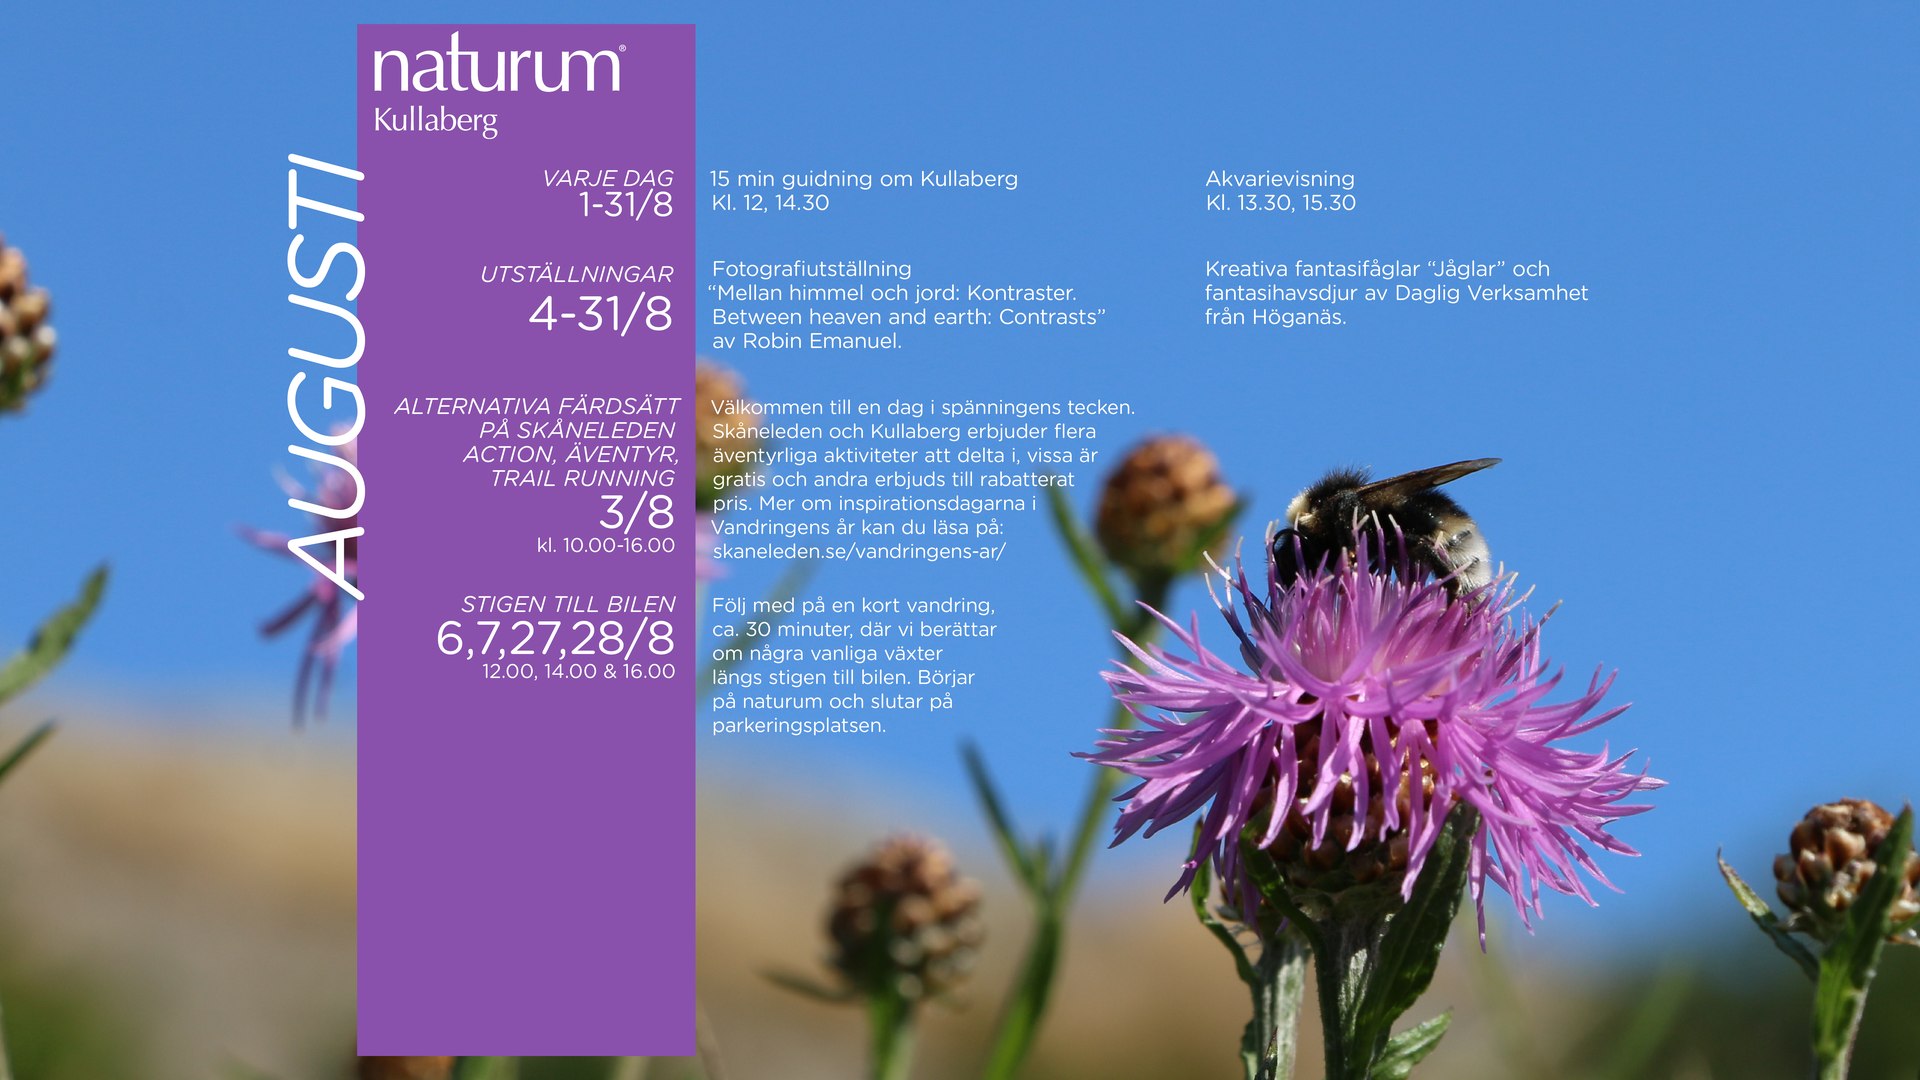 naturum®
Kullaberg
AUGUSTI
VARJE DAG
1-31/8
15 min guidning om Kullaberg
Kl. 12, 14.30
Akvarievisning
Kl. 13.30, 15.30
UTSTÄLLNINGAR
4-31/8
Fotografiutställning
“Mellan himmel och jord: Kontraster.
Between heaven and earth: Contrasts”
av Robin Emanuel.
Kreativa fantasifåglar “Jåglar” och
fantasihavsdjur av Daglig Verksamhet
från Höganäs.
ALTERNATIVA FÄRDSÄTT
PÅ SKÅNELEDEN
ACTION, ÄVENTYR,
TRAIL RUNNING
3/8
kl. 10.00-16.00
Välkommen till en dag i spänningens tecken.
Skåneleden och Kullaberg erbjuder flera
äventyrliga aktiviteter att delta i, vissa är
gratis och andra erbjuds till rabatterat
pris. Mer om inspirationsdagarna i
Vandringens år kan du läsa på:
skaneleden.se/vandringens-ar/
STIGEN TILL BILEN
6,7,27,28/8
12.00, 14.00 & 16.00
Följ med på en kort vandring,
ca. 30 minuter, där vi berättar
om några vanliga växter
längs stigen till bilen. Börjar
på naturum och slutar på
parkeringsplatsen.